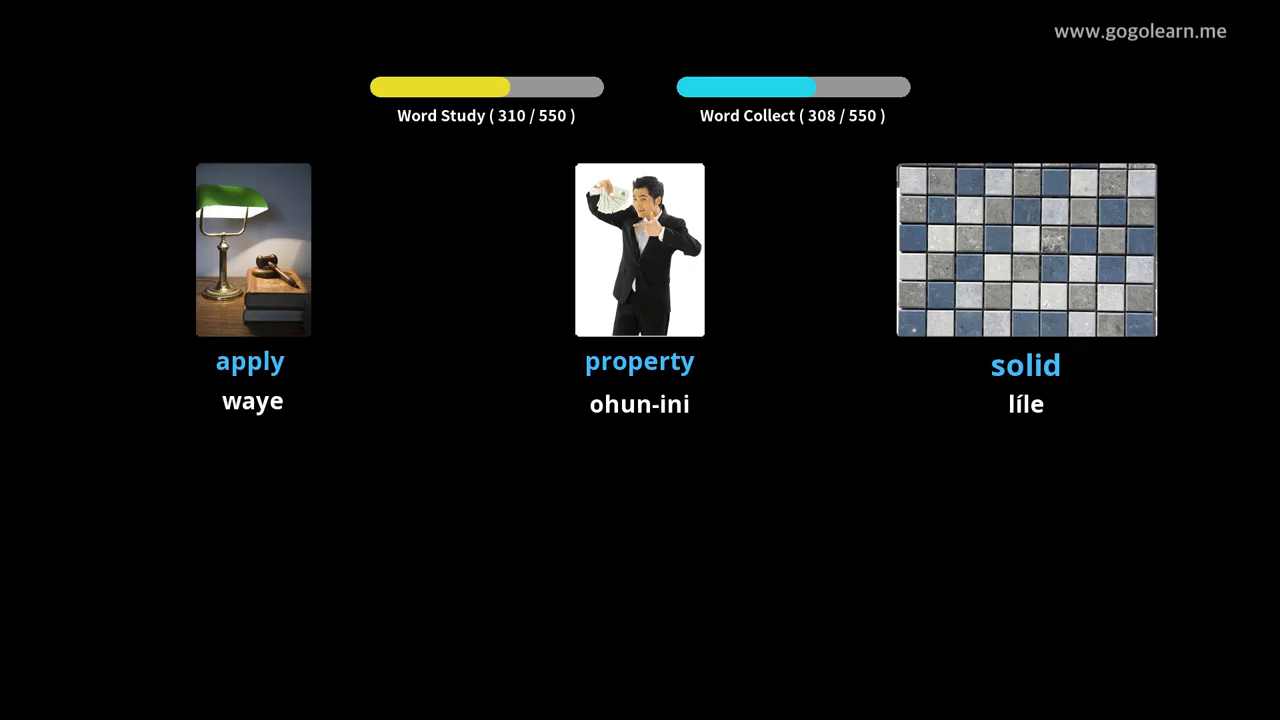 www.gogolearn.me
Word Study ( 310 / 550 )
Word Collect ( 308 / 550 )
apply
property
solid
waye
ohun-ini
líle